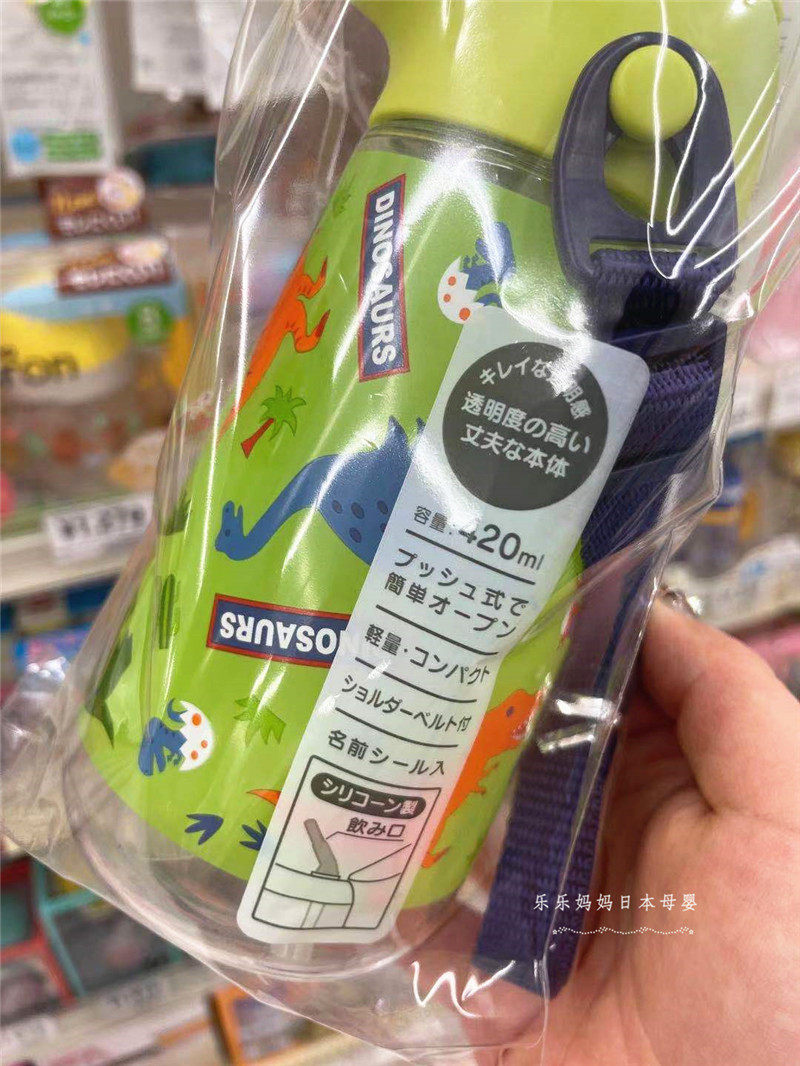 DINOSAURS
キレイな透明感
透明度の高い
丈夫な本体
容量:420ml
プッシュ式で
簡単オープン
軽量・コンパクト
ショルダーベルト付
名前シール入
シリコーン製
飲み口
DINOSAURS
乐乐妈妈日本母婴